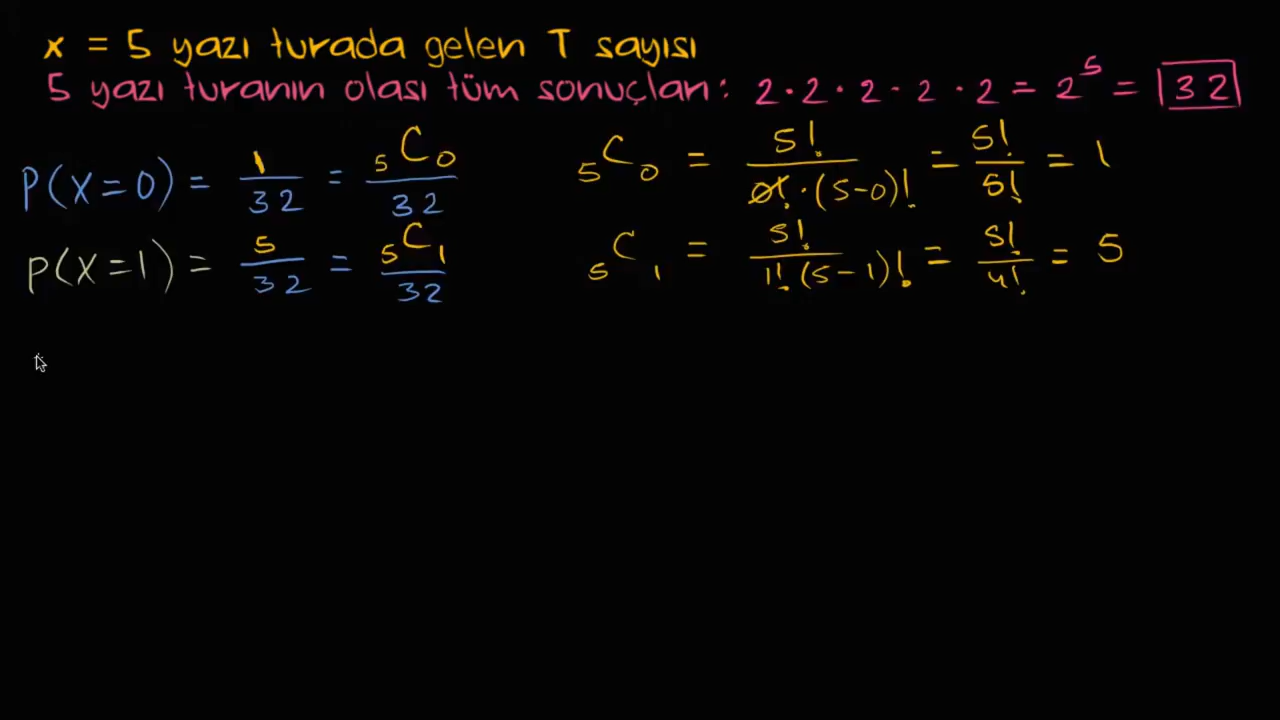 x = 5 yazı turada gelen T sayısı
5 yazı turanın olası tüm sonuçları: 2 · 2 · 2 · 2 · 2 = 2⁵ = 32
P(X=0) = 1/32 = ₅C₀/32    ₅C₀ = 5!/(0!·(5-0)!) = 5!/5! = 1
P(X=1) = 5/32 = ₅C₁/32    ₅C₁ = 5!/(1!(5-1)!) = 5!/4! = 5